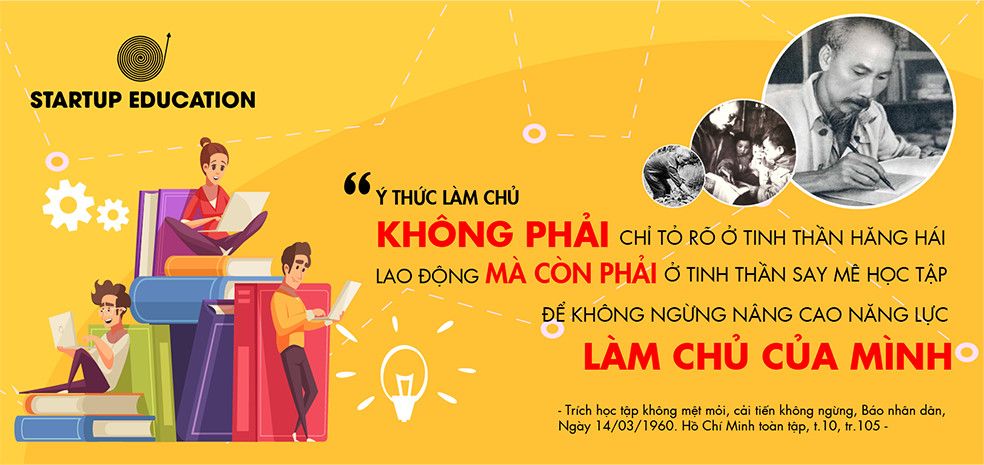 STARTUP EDUCATION
“ Ý THỨC LÀM CHỦ
KHÔNG PHẢI CHỈ TỎ RÕ Ở TINH THẦN HĂNG HÁI
LAO ĐỘNG MÀ CÒN PHẢI Ở TINH THẦN SAY MÊ HỌC TẬP
ĐỂ KHÔNG NGỪNG NÂNG CAO NĂNG LỰC
LÀM CHỦ CỦA MÌNH
- Trích học tập không mệt mỏi, cải tiến không ngừng, Báo nhân dân,
Ngày 14/03/1960. Hồ Chí Minh toàn tập, t.10, tr.105 -